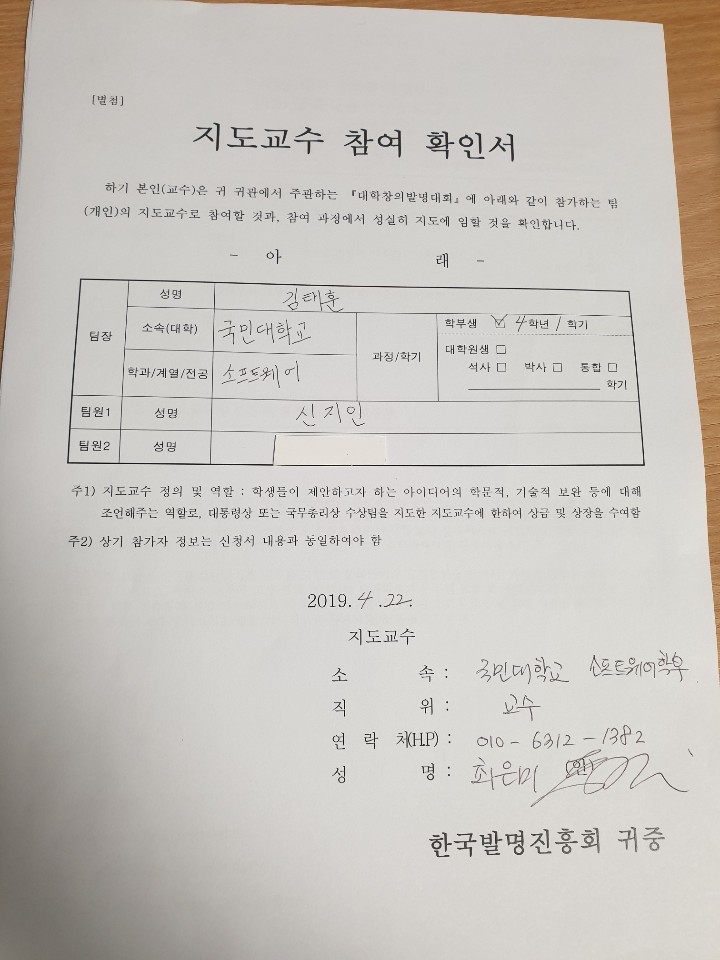 [별첨]
지도교수 참여 확인서
하기 본인(교수)은 귀 귀관에서 주관하는 『대학창의발명대회』에 아래와 같이 참가하는 팀
(개인)의 지도교수로 참여할 것과, 참여 과정에서 성실히 지도에 임할 것을 확인합니다.
- 아 래 -
팀장 성명 김태훈
소속(대학) 국민대학교
학과/계열/전공 소프트웨어
과정/학기
학부생 ☑ 4학년 1학기
대학원생 □
석사 □ 박사 □ 통합 □
학기
팀원1 성명 신지인
팀원2 성명
주1) 지도교수 정의 및 역할 : 학생들이 제안하고자 하는 아이디어의 학문적, 기술적 보완 등에 대해
조언해주는 역할로, 대통령상 또는 국무총리상 수상팀을 지도한 지도교수에 한하여 상금 및 상장을 수여함
주2) 상기 참가자 정보는 신청서 내용과 동일하여야 함
2019. 4. 22.
지도교수
소 속 : 국민대학교 소프트웨어학부
직 위 : 교수
연 락 처(H.P) : 010-6312-1382
성 명 : 최은미 (인)
한국발명진흥회 귀중